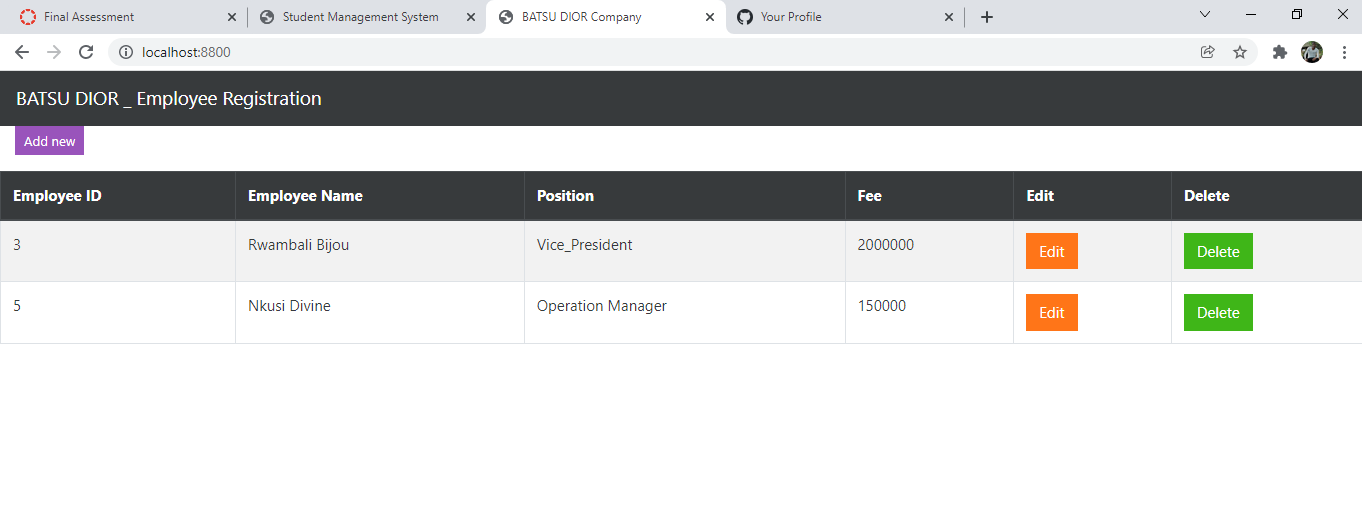 Final Assessment Student Management System BATSU DIOR Company Your Profile
localhost:8800
BATSU DIOR _ Employee Registration
Add new
Employee ID Employee Name Position Fee Edit Delete
3 Rwambali Bijou Vice_President 2000000 Edit Delete
5 Nkusi Divine Operation Manager 150000 Edit Delete